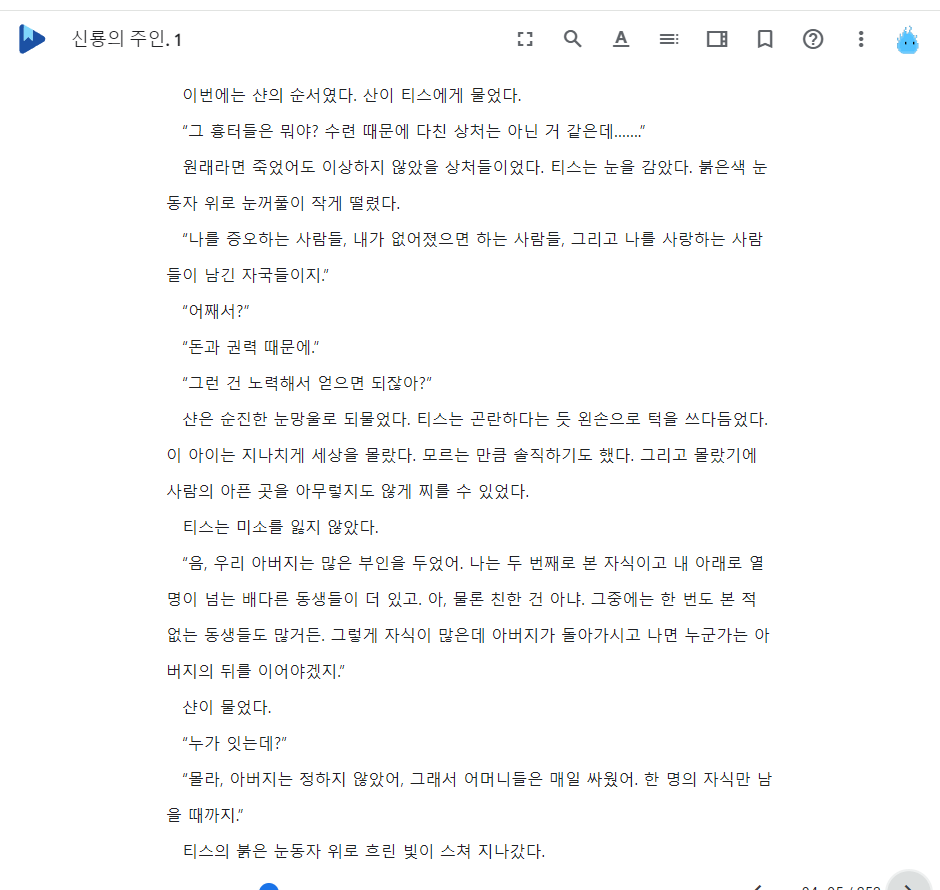 신룡의 주인. 1
이번에는 샨의 순서였다. 산이 티스에게 물었다.
“그 흉터들은 뭐야? 수련 때문에 다친 상처는 아닌 거 같은데.......”
원래라면 죽었어도 이상하지 않았을 상처들이었다. 티스는 눈을 감았다. 붉은색 눈
동자 위로 눈꺼풀이 작게 떨렸다.
“나를 증오하는 사람들, 내가 없어졌으면 하는 사람들, 그리고 나를 사랑하는 사람
들이 남긴 자국들이지.”
“어째서?”
“돈과 권력 때문에.”
“그런 건 노력해서 얻으면 되잖아?”
샨은 순진한 눈망울로 되물었다. 티스는 곤란하다는 듯 왼손으로 턱을 쓰다듬었다.
이 아이는 지나치게 세상을 몰랐다. 모르는 만큼 솔직하기도 했다. 그리고 몰랐기에
사람의 아픈 곳을 아무렇지도 않게 찌를 수 있었다.
티스는 미소를 잃지 않았다.
“음, 우리 아버지는 많은 부인을 두었어. 나는 두 번째로 본 자식이고 내 아래로 열
명이 넘는 배다른 동생들이 더 있고. 아, 물론 친한 건 아냐. 그중에는 한 번도 본 적
없는 동생들도 많거든. 그렇게 자식이 많은데 아버지가 돌아가시고 나면 누군가는 아
버지의 뒤를 이어야겠지.”
샨이 물었다.
“누가 잇는데?”
“몰라, 아버지는 정하지 않았어, 그래서 어머니들은 매일 싸웠어. 한 명의 자식만 남
을 때까지.”
티스의 붉은 눈동자 위로 흐린 빛이 스쳐 지나갔다.